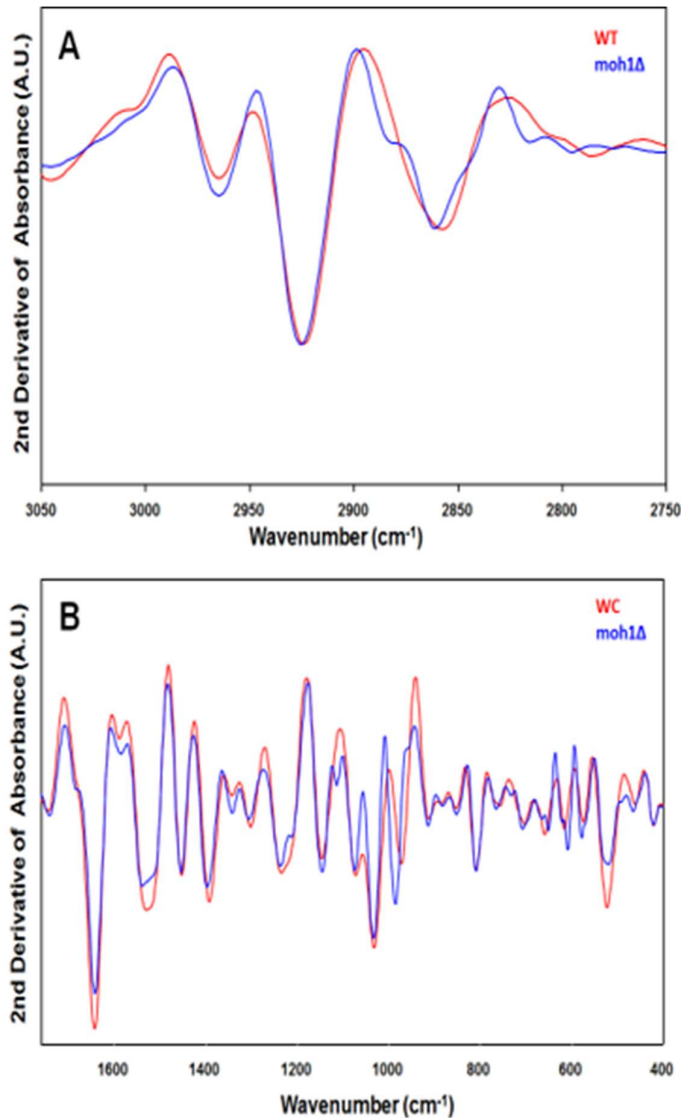 A
WT
moh1Δ
2nd Derivative of Absorbance (A.U.)
3050 3000 2950 2900 2850 2800 2750
Wavenumber (cm-1)
B
WC
moh1Δ
2nd Derivative of Absorbance (A.U.)
1600 1400 1200 1000 800 600 400
Wavenumber (cm-1)